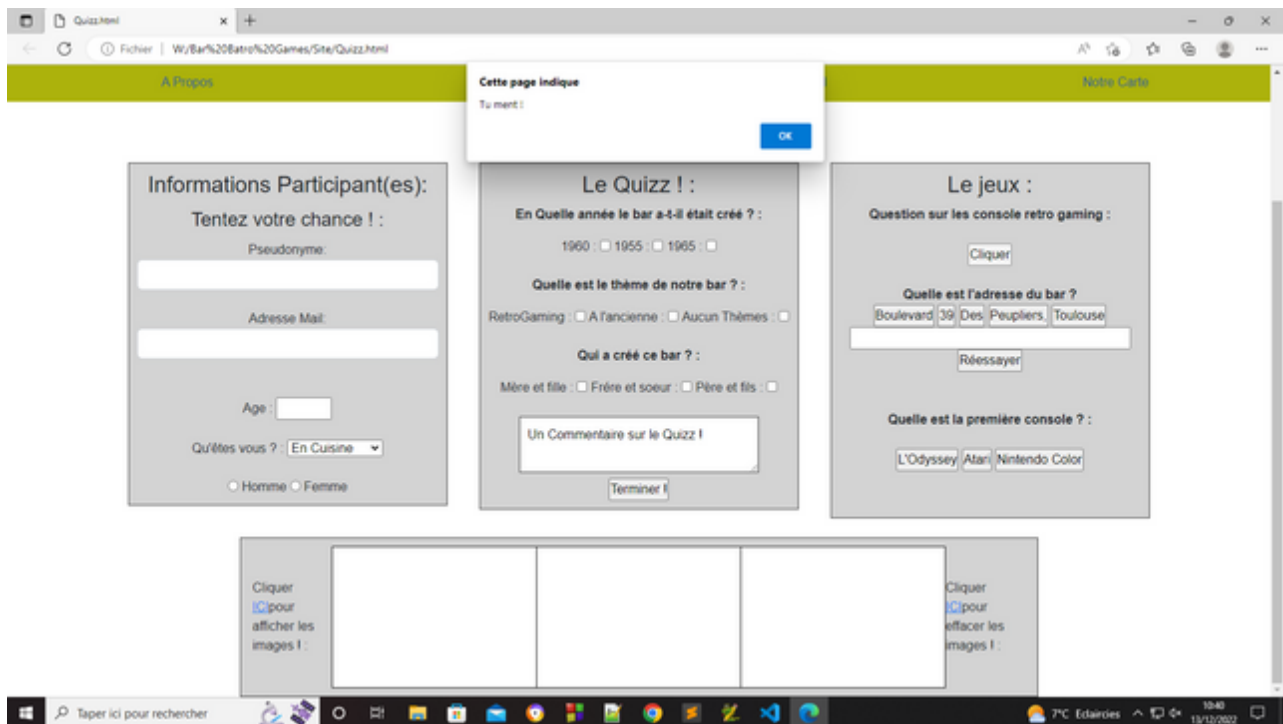 Quizz.html
Fichier | W:/Bar%20Batro%20Games/Site/Quizz.html
A Propos
Notre Carte
Cette page indique
Tu ment !
OK
Informations Participant(es):
Tentez votre chance ! :
Pseudonyme:
Adresse Mail:
Age :
Qu'êtes vous ? : En Cuisine
Homme Femme
Le Quizz ! :
En Quelle année le bar a-t-il était créé ? :
1960 : 1955 : 1965 :
Quelle est le thème de notre bar ? :
RetroGaming : A l'ancienne : Aucun Thèmes :
Qui a créé ce bar ? :
Mère et fille : Frére et soeur : Père et fils :
Un Commentaire sur le Quizz !
Terminer !
Le jeux :
Question sur les console retro gaming :
Cliquer
Quelle est l'adresse du bar ?
Boulevard 39 Des Peupliers, Toulouse
Réessayer
Quelle est la première console ? :
L'Odyssey Atari Nintendo Color
Cliquer
ICIpour
afficher les
images ! :
Cliquer
ICIpour
effacer les
images ! :
Taper ici pour rechercher
7°C Eclaircies
10:40
13/12/2022